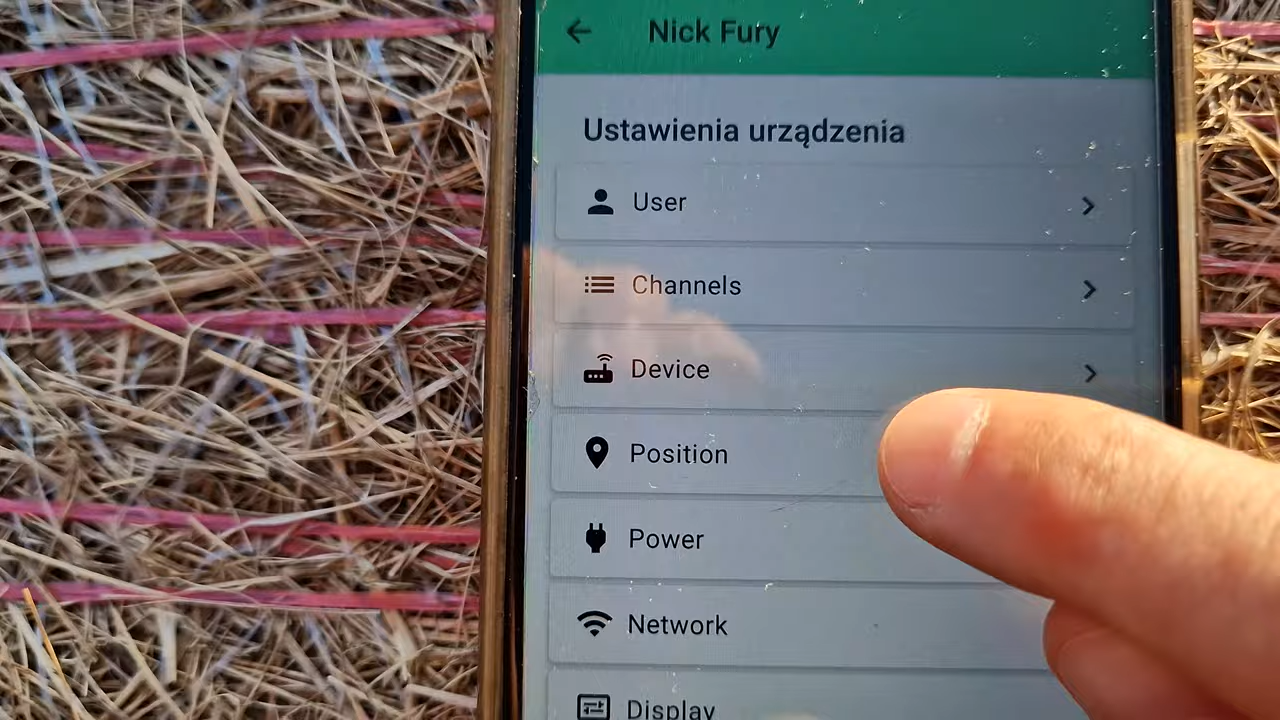 Nick Fury
Ustawienia urządzenia
User
Channels
Device
Position
Power
Network
Display